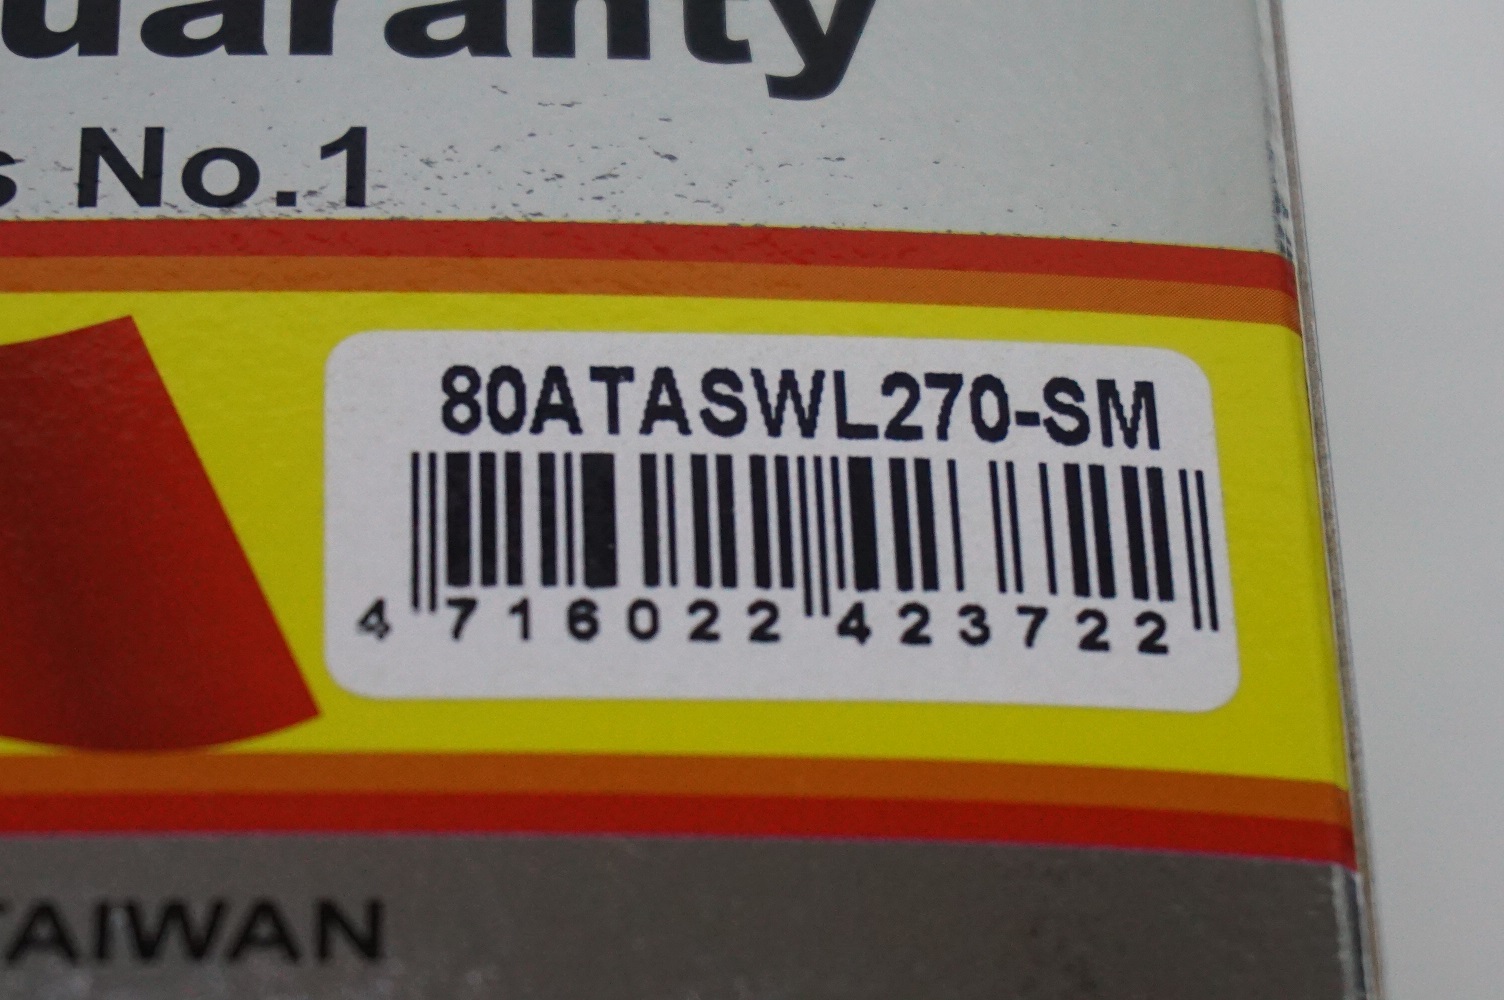 uaranty
s No.1
80ATASWL270-SM
4 716022 423722
TAIWAN